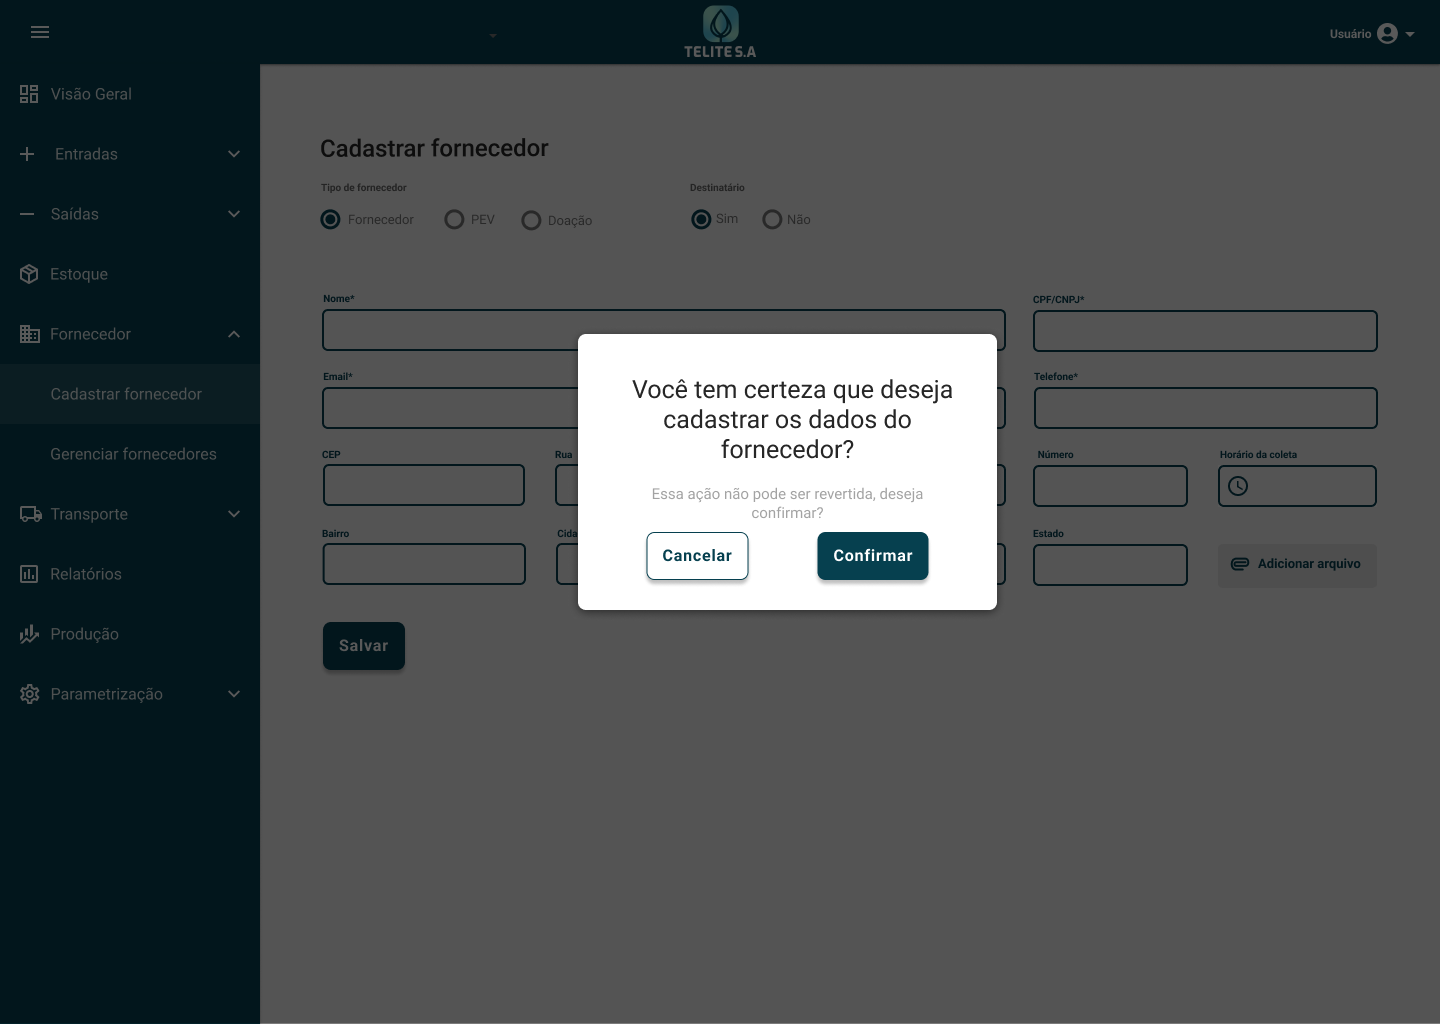 TELITE S.A
Usuário
Visão Geral
Entradas
Saídas
Estoque
Fornecedor
Cadastrar fornecedor
Gerenciar fornecedores
Transporte
Relatórios
Produção
Parametrização
Cadastrar fornecedor
Tipo de fornecedor
Destinatário
Fornecedor
PEV
Doação
Sim
Não
Nome*
CPF/CNPJ*
Email*
Telefone*
CEP
Rua
Número
Horário da coleta
Bairro
Cida
Estado
Adicionar arquivo
Salvar
Você tem certeza que deseja
cadastrar os dados do
fornecedor?
Essa ação não pode ser revertida, deseja
confirmar?
Cancelar
Confirmar